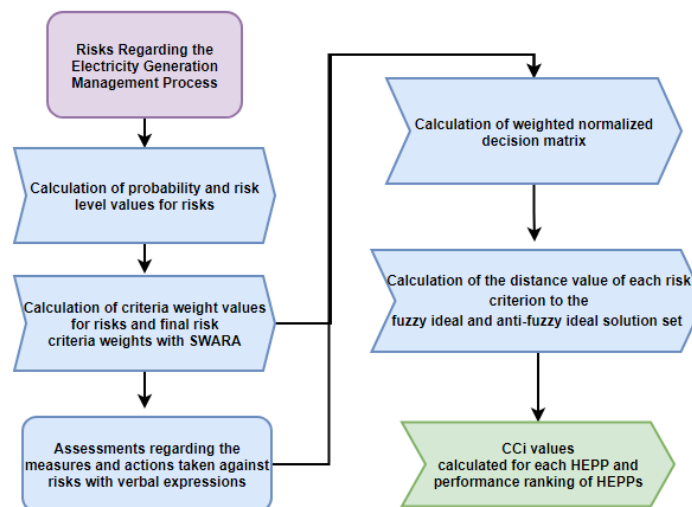 Risks Regarding the
Electricity Generation
Management Process
Calculation of probability and risk
level values for risks
Calculation of criteria weight values
for risks and final risk
criteria weights with SWARA
Assessments regarding the
measures and actions taken against
risks with verbal expressions
Calculation of weighted normalized
decision matrix
Calculation of the distance value of each risk
criterion to the
fuzzy ideal and anti-fuzzy ideal solution set
CCi values
calculated for each HEPP and
performance ranking of HEPPs